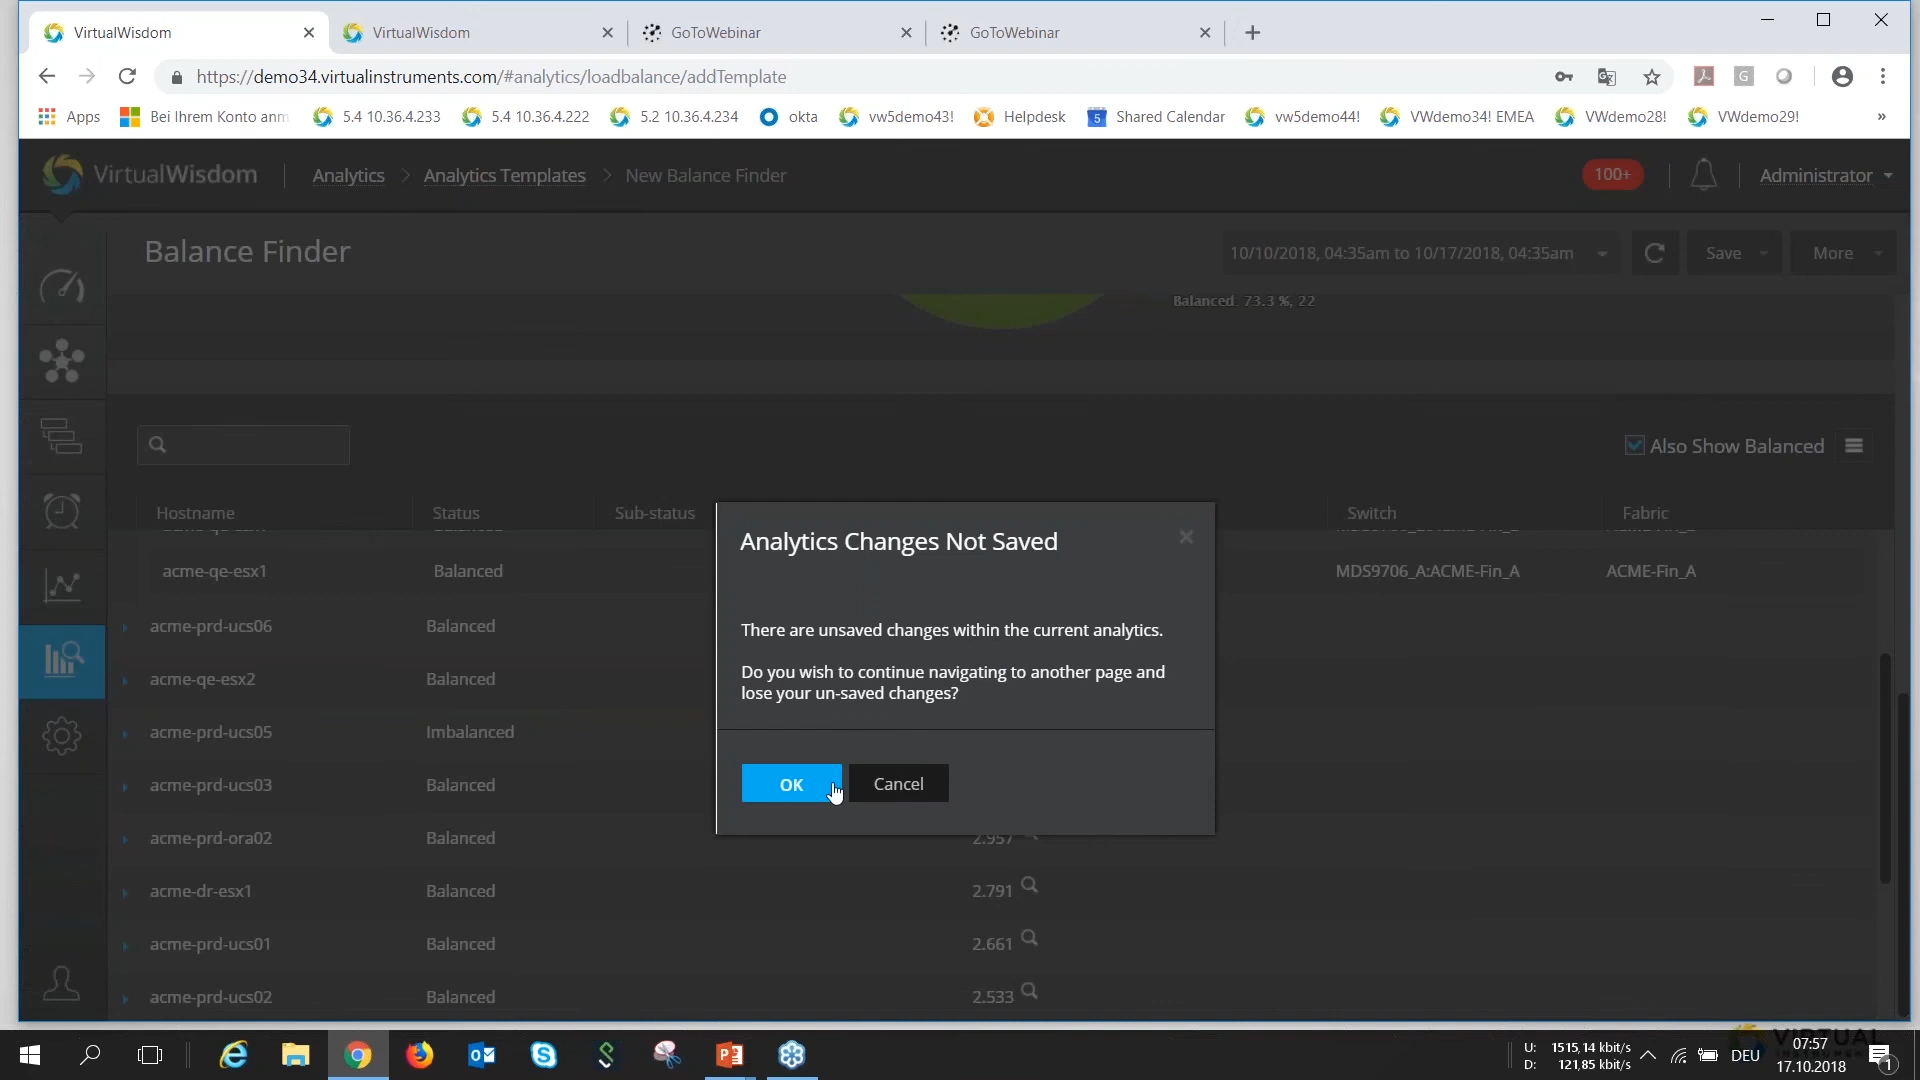 VirtualWisdom
VirtualWisdom
GoToWebinar
GoToWebinar
https://demo34.virtualinstruments.com/#analytics/loadbalance/addTemplate
G
Apps
Bei Ihrem Konto anm
5.4 10.36.4.233
5.4 10.36.4.222
5.2 10.36.4.234
okta
vw5demo43!
Helpdesk
5
Shared Calendar
vw5demo44!
VWdemo34! EMEA
VWdemo28!
VWdemo29!
»
VirtualWisdom
Analytics > Analytics Templates > New Balance Finder
100+
Administrator
Balance Finder
10/10/2018, 04:35am to 10/17/2018, 04:35am
Save
More
Balanced: 73.3 %, 22
Also Show Balanced
Hostname
Status
Sub-status
Switch
Fabric
acme-qe-esx1
Balanced
MDS9706_A:ACME-Fin_A
ACME-Fin_A
acme-prd-ucs06
Balanced
acme-qe-esx2
Balanced
acme-prd-ucs05
Imbalanced
acme-prd-ucs03
Balanced
acme-prd-ora02
Balanced
2.957
acme-dr-esx1
Balanced
2.791
acme-prd-ucs01
Balanced
2.661
acme-prd-ucs02
Balanced
2.533
Analytics Changes Not Saved
There are unsaved changes within the current analytics.
Do you wish to continue navigating to another page and
lose your un-saved changes?
OK
Cancel
VIRTUAL
U: 1515,14 kbit/s
D: 121,85 kbit/s
DEU
07:57
17.10.2018
1